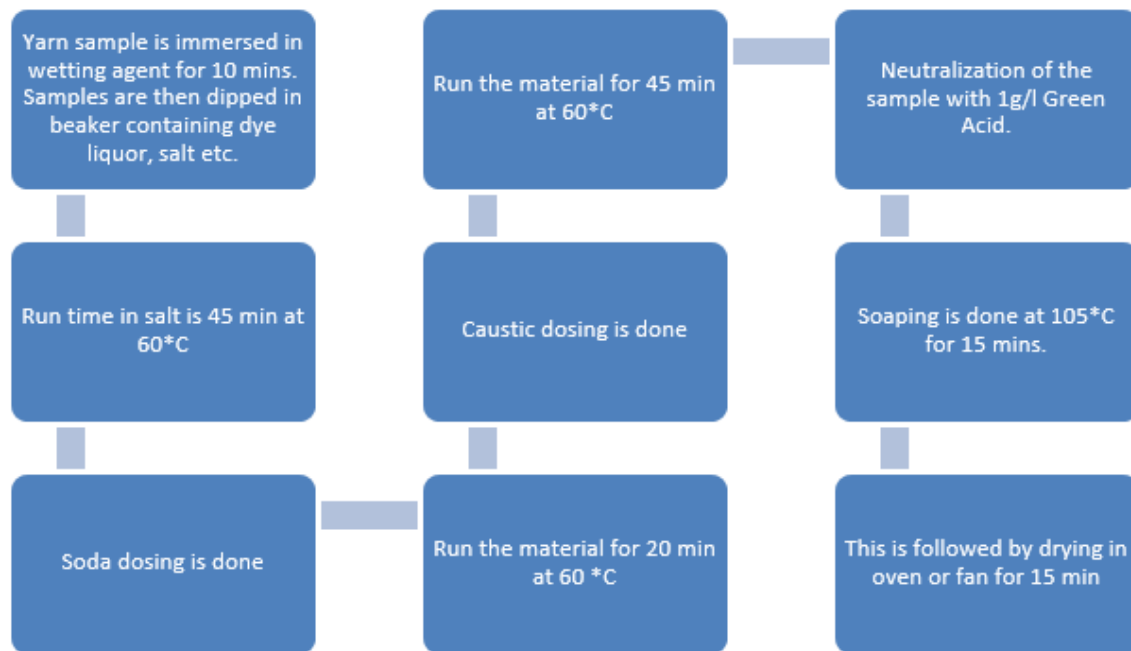 Yarn sample is immersed in
wetting agent for 10 mins.
Samples are then dipped in
beaker containing dye
liquor, salt etc.
Run time in salt is 45 min at
60*C
Soda dosing is done
Run the material for 20 min
at 60 *C
Caustic dosing is done
Run the material for 45 min
at 60*C
Neutralization of the
sample with 1g/l Green
Acid.
Soaping is done at 105*C
for 15 mins.
This is followed by drying in
oven or fan for 15 min